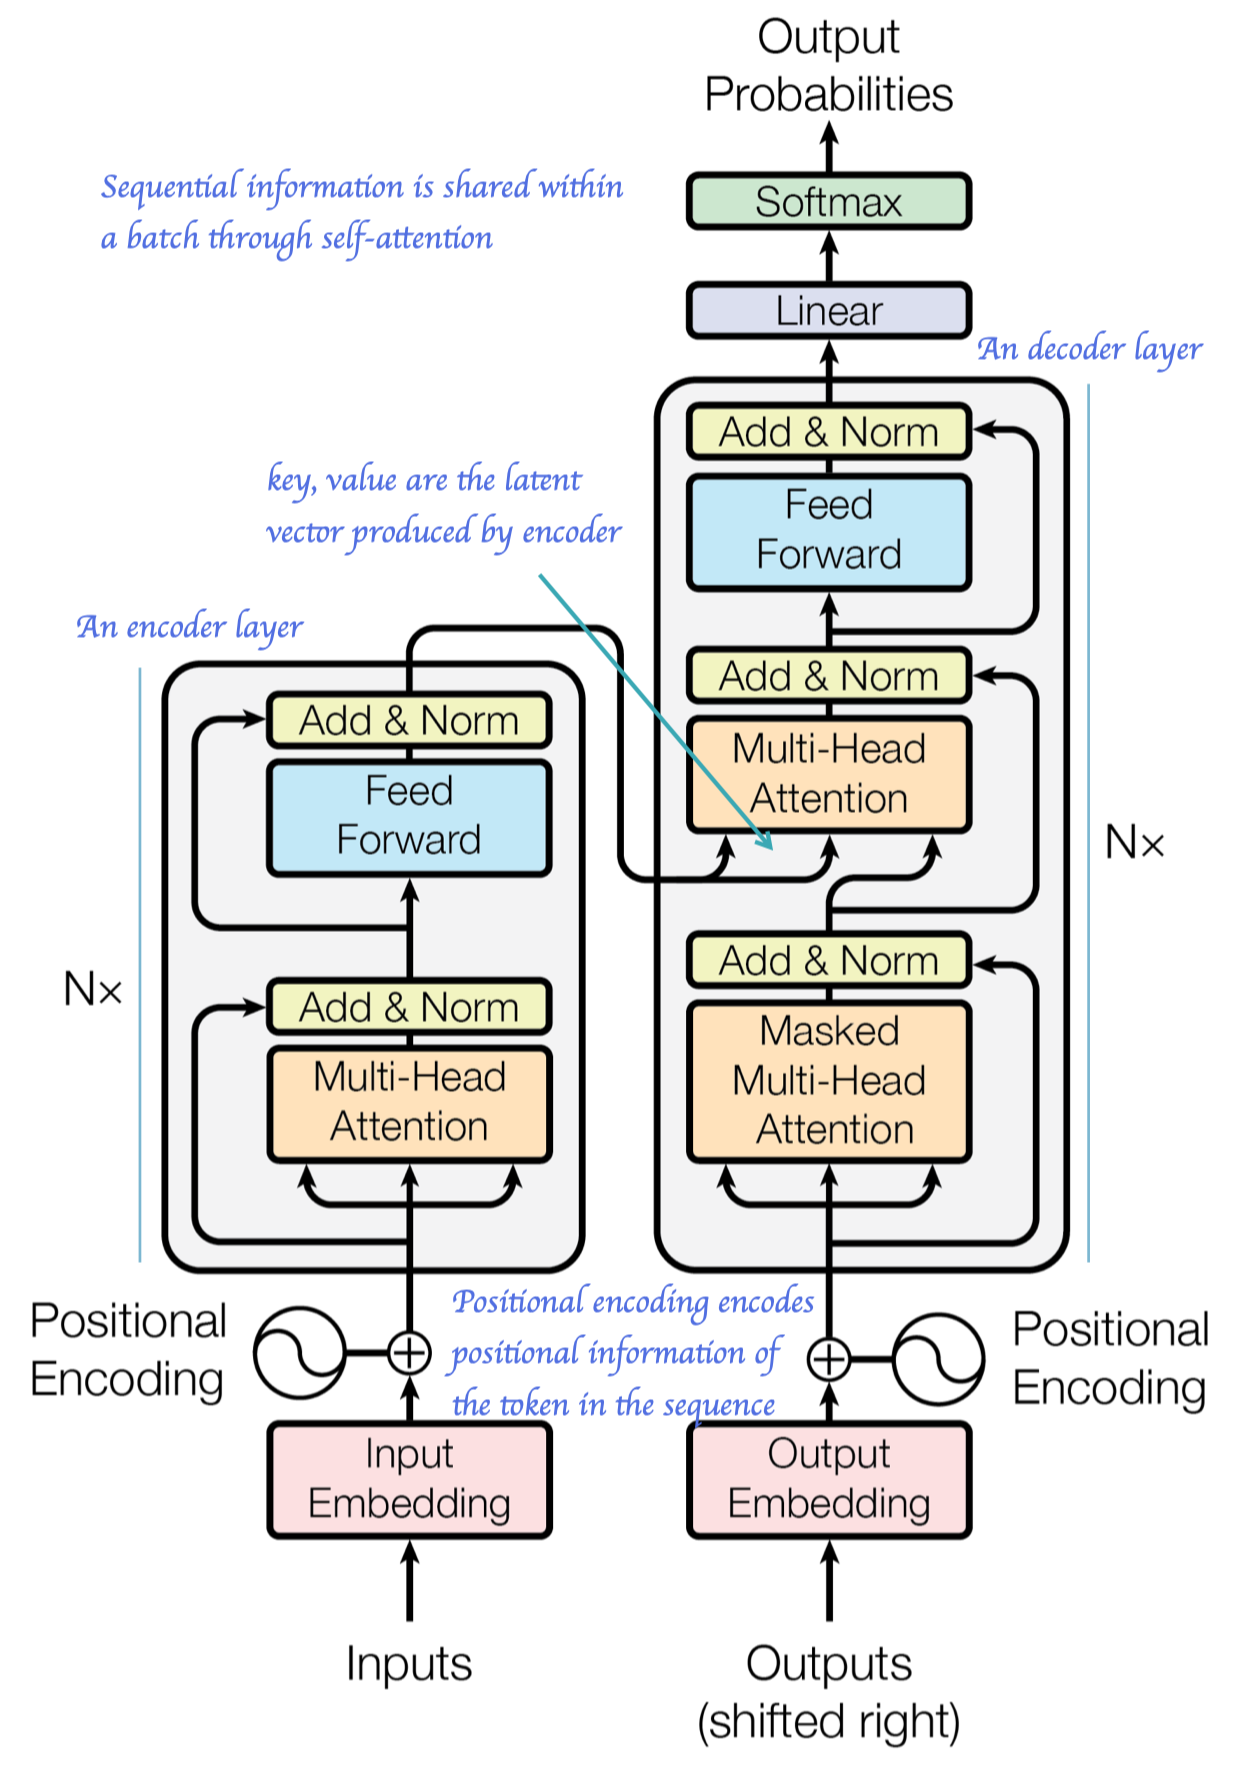 Output
Probabilities
Sequential information is shared within
a batch through self-attention
Softmax
Linear
An decoder layer
Add & Norm
Feed
Forward
key, value are the latent
vector produced by encoder
An encoder layer
Add & Norm
Multi-Head
Attention
Nx
Add & Norm
Feed
Forward
Add & Norm
Masked
Multi-Head
Attention
Nx
Add & Norm
Multi-Head
Attention
Positional
Encoding
Positional encoding encodes
positional information of
the token in the sequence
Positional
Encoding
Input
Embedding
Output
Embedding
Inputs
Outputs
(shifted right)